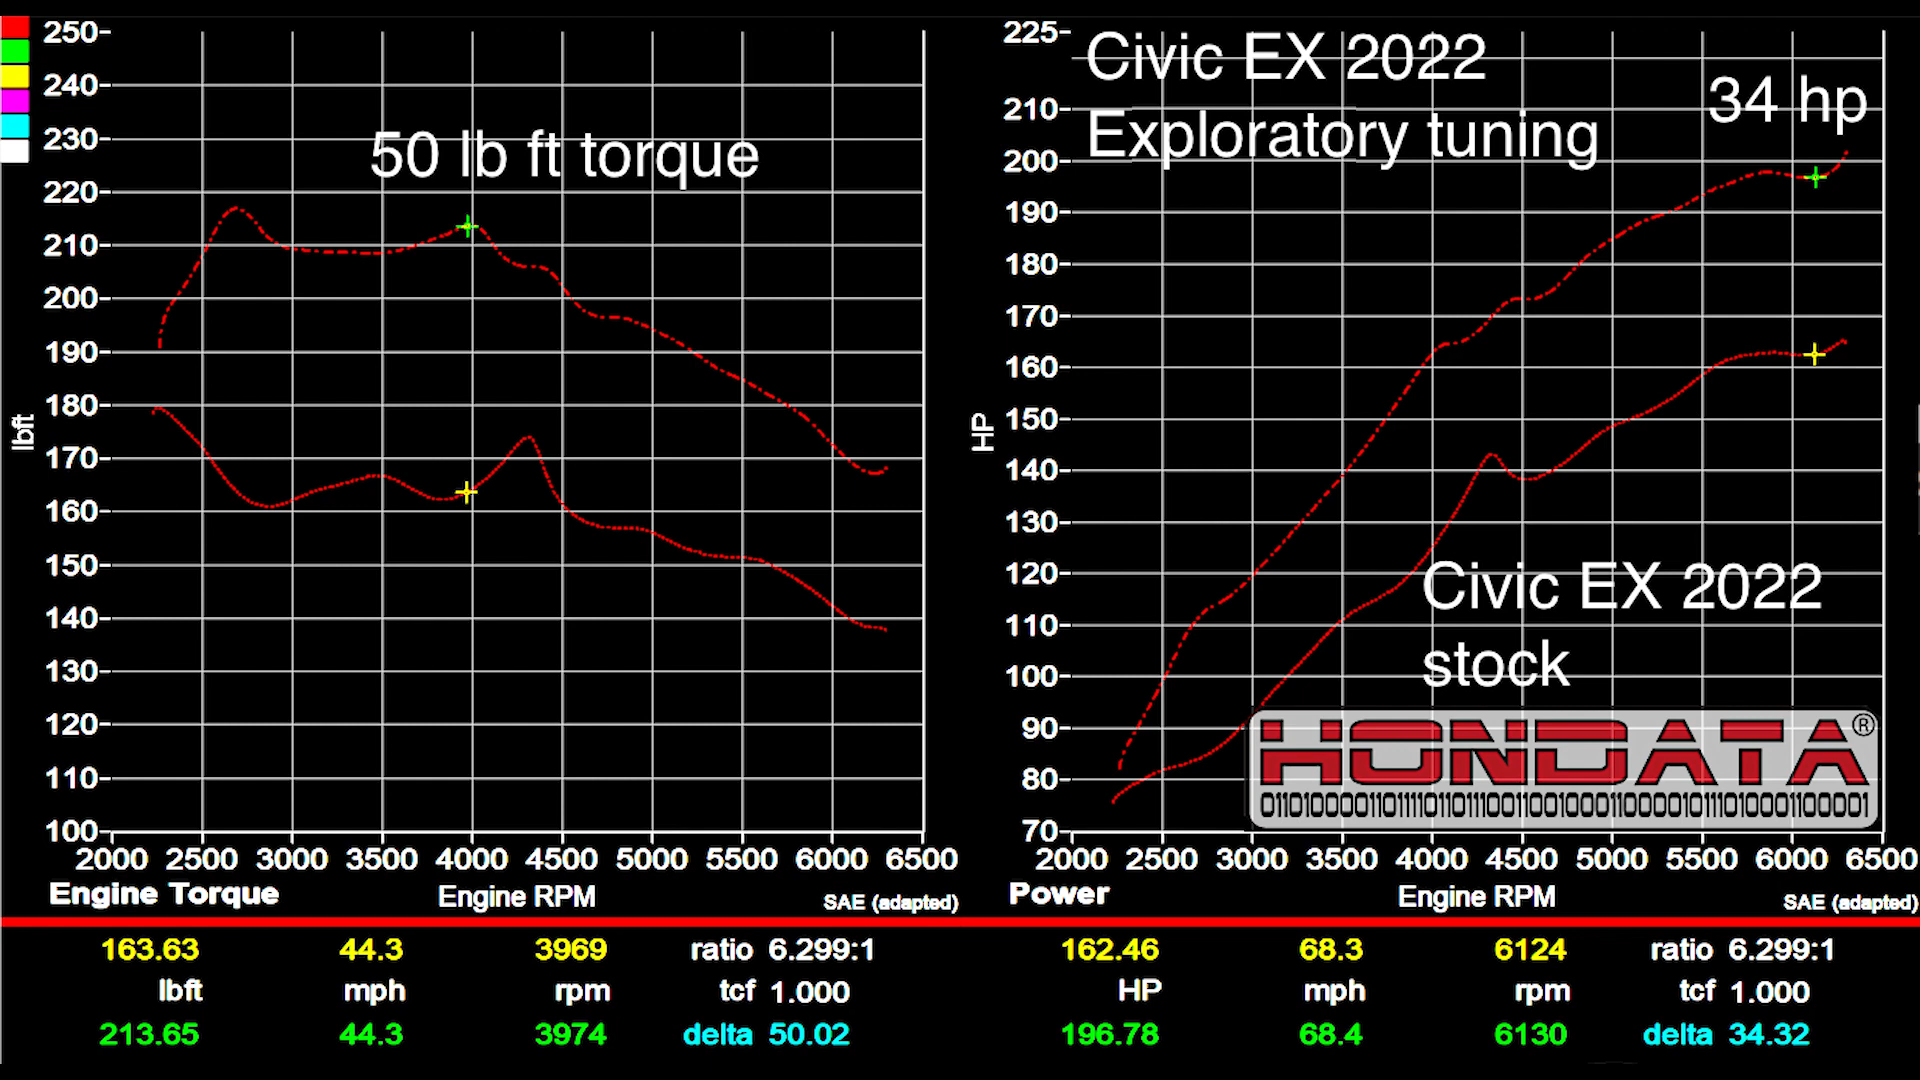 250
240
230
220
210
200
190
180
170
160
150
140
130
120
110
100
lbft
50 lb ft torque
2000 2500 3000 3500 4000 4500 5000 5500 6000 6500
Engine Torque Engine RPM SAE (adapted)
225
210
200
190
180
170
160
150
140
130
120
110
100
90
80
70
HP
Civic EX 2022
Exploratory tuning
34 hp
Civic EX 2022
stock
HONDATA®
2000 2500 3000 3500 4000 4500 5000 5500 6000 6500
Power Engine RPM SAE (adapted)
163.63 44.3 3969 ratio 6.299:1
lbft mph rpm tcf 1.000
213.65 44.3 3974 delta 50.02
162.46 68.3 6124 ratio 6.299:1
HP mph rpm tcf 1.000
196.78 68.4 6130 delta 34.32